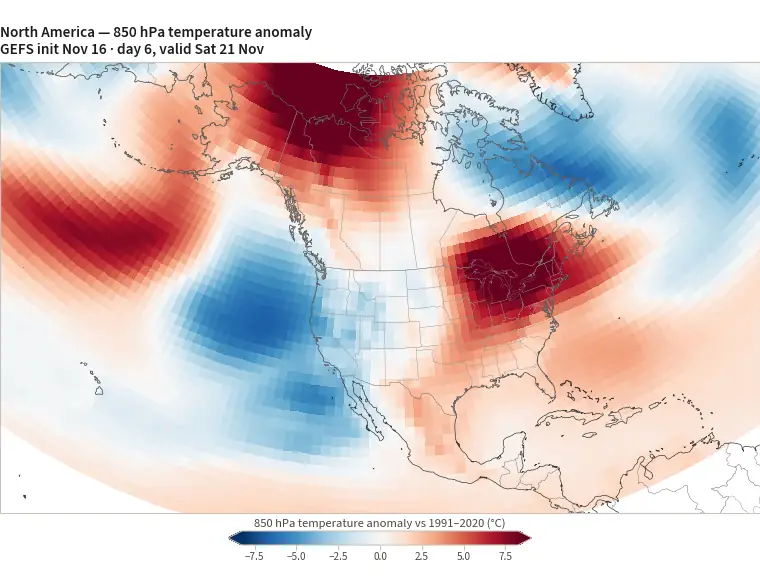 North America — 850 hPa temperature anomaly
GEFS init Nov 16 · day 6, valid Sat 21 Nov
850 hPa temperature anomaly vs 1991–2020 (°C)
−7.5 −5.0 −2.5 0.0 2.5 5.0 7.5